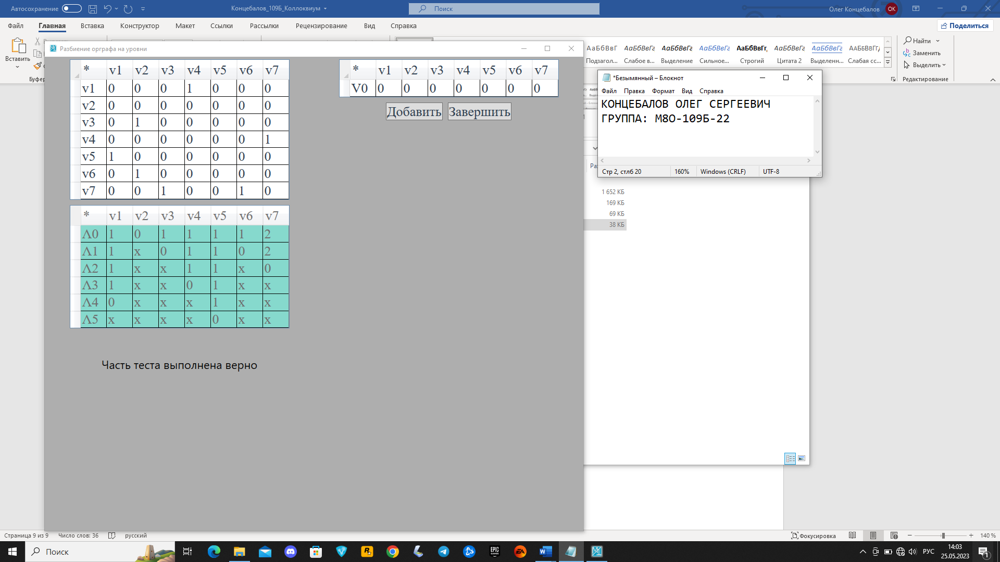 Автосохранение
Концебалов_109Б_Коллоквиум
Поиск
Олег Концебалов
ОК
Файл Главная Вставка Конструктор Макет Ссылки Рассылки Рецензирование Вид Справка
Поделиться
Вставить
Буфер
АаБбВвГ АаБбВвГг АаБбВвГг АаБбВвГг АаБбВвГг, АаБбВвГг АаБбВвГг ААББВВГГ
Подзагол... Слабое в... Выделение Сильное... Строгий Цитата 2 Выделенн... Слабая сс...
Найти
Заменить
Выделить
Редактирование
Разбиение орграфа на уровни
* v1 v2 v3 v4 v5 v6 v7
v1 0 0 0 1 0 0 0
v2 0 0 0 0 0 0 0
v3 0 1 0 0 0 0 0
v4 0 0 0 0 0 0 1
v5 1 0 0 0 0 0 0
v6 0 1 0 0 0 0 0
v7 0 0 1 0 0 1 0
* v1 v2 v3 v4 v5 v6 v7
Λ0 1 0 1 1 1 1 2
Λ1 1 x 0 1 1 0 2
Λ2 1 x x 1 1 x 0
Λ3 1 x x 0 1 x x
Λ4 0 x x x 1 x x
Λ5 x x x x 0 x x
Часть теста выполнена верно
* v1 v2 v3 v4 v5 v6 v7
V0 0 0 0 0 0 0 0
Добавить Завершить
*Безымянный – Блокнот
Файл Правка Формат Вид Справка
КОНЦЕБАЛОВ ОЛЕГ СЕРГЕЕВИЧ
ГРУППА: М8О-109Б-22
Стр 2, стлб 20 160% Windows (CRLF) UTF-8
Ра
1 652 КБ
169 КБ
69 КБ
38 КБ
Страница 9 из 9 Число слов: 36 русский
Фокусировка
140 %
Поиск
РУС
14:03
25.05.2023
1